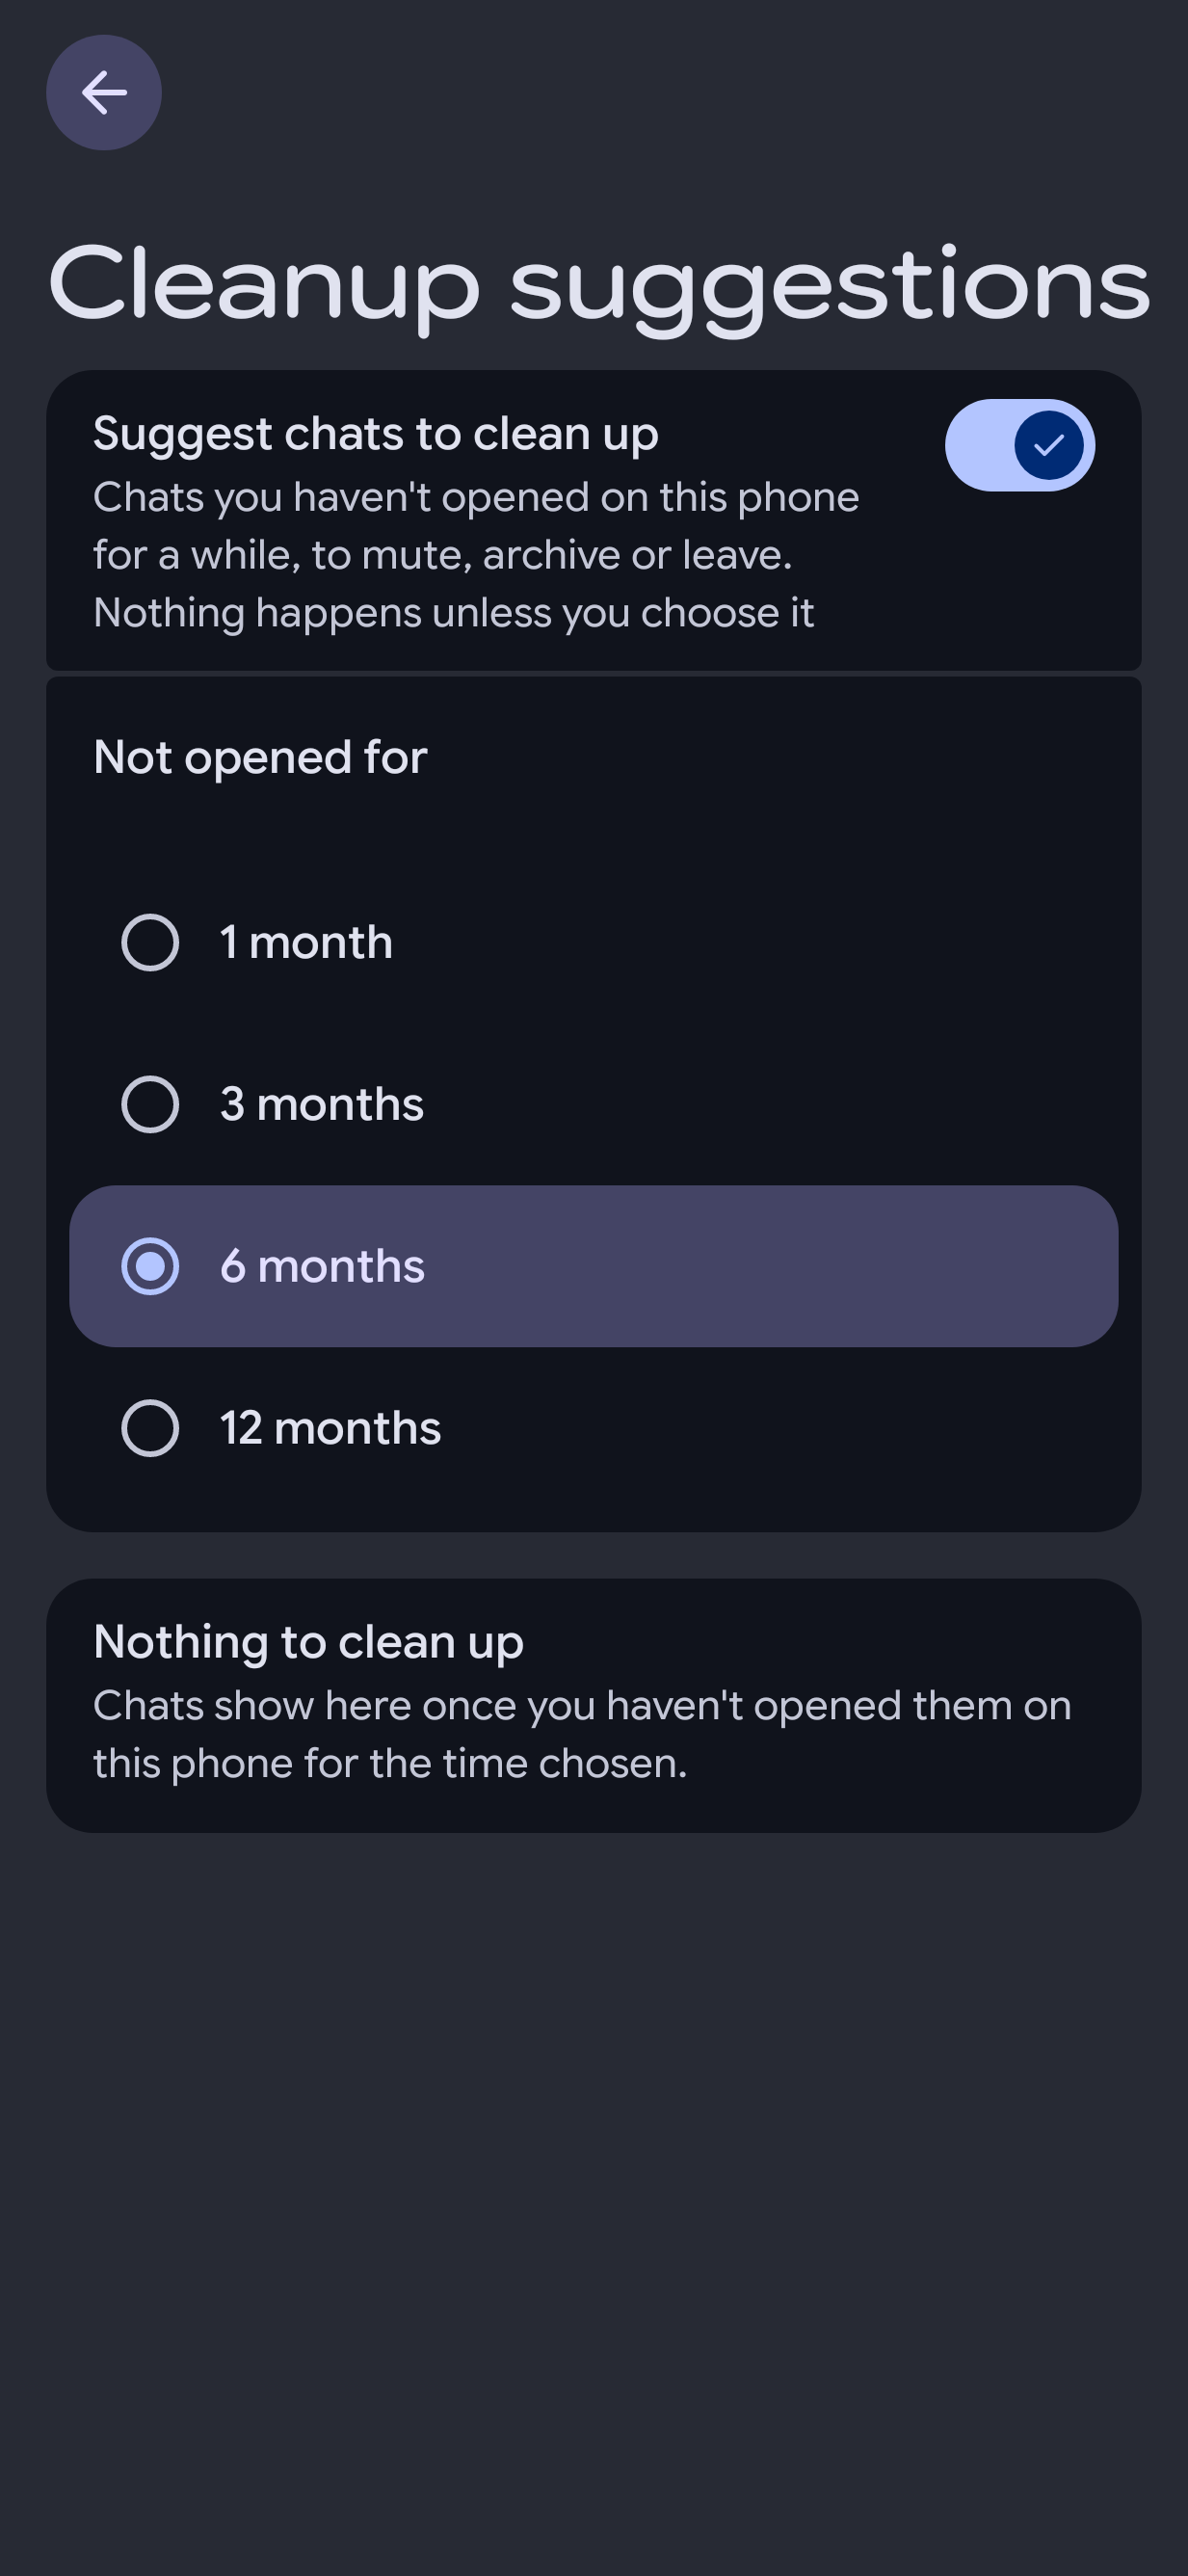 Cleanup suggestions
Suggest chats to clean up
Chats you haven't opened on this phone
for a while, to mute, archive or leave.
Nothing happens unless you choose it
Not opened for
1 month
3 months
6 months
12 months
Nothing to clean up
Chats show here once you haven't opened them on
this phone for the time chosen.